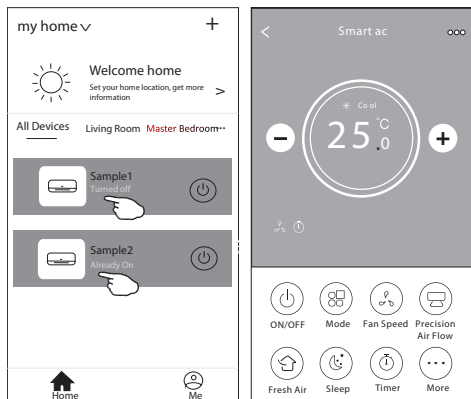 my home
+
Welcome home
Set your home location, get more
information
>
All Devices Living Room Master Bedroom···
Sample1
Turned off
Sample2
Already On
Home
Me
<
Smart ac
ooo
Cool
25.0°C
−
+
ON/OFF
Mode
Fan Speed
Precision
Air Flow
Fresh Air
Sleep
Timer
More